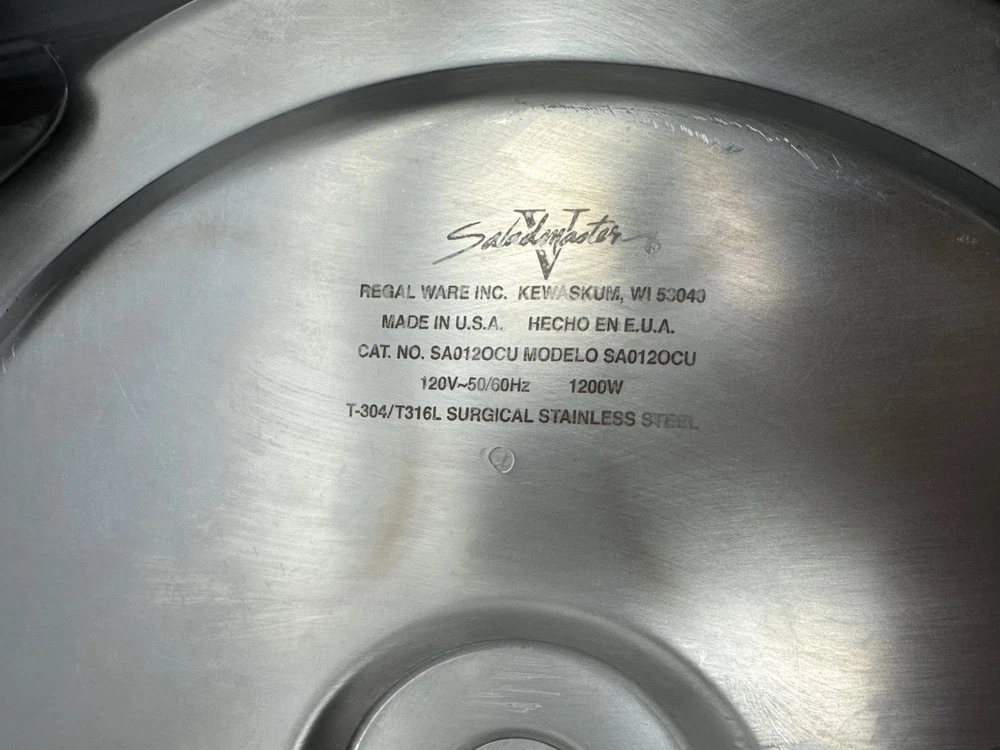 Saladmaster
REGAL WARE INC. KEWASKUM, WI 53040
MADE IN U.S.A. HECHO EN E.U.A.
CAT. NO. SA012OCU MODELO SA012OCU
120V~50/60Hz 1200W
T-304/T316L SURGICAL STAINLESS STEEL